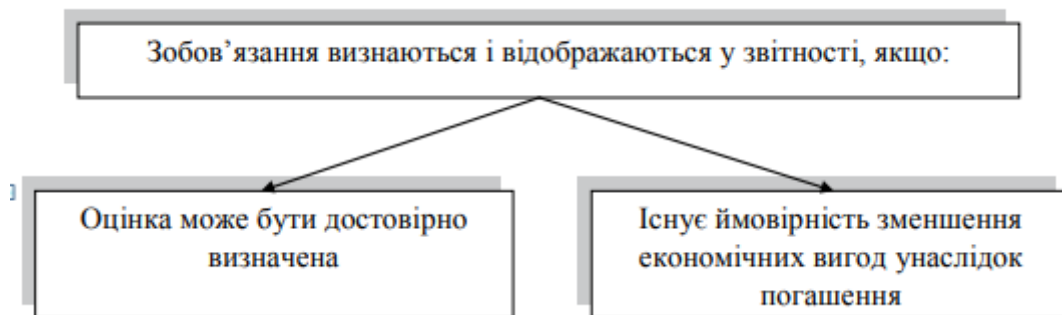 Зобов’язання визнаються і відображаються у звітності, якщо:
Оцінка може бути достовірно
визначена
Існує ймовірність зменшення
економічних вигод унаслідок
погашення